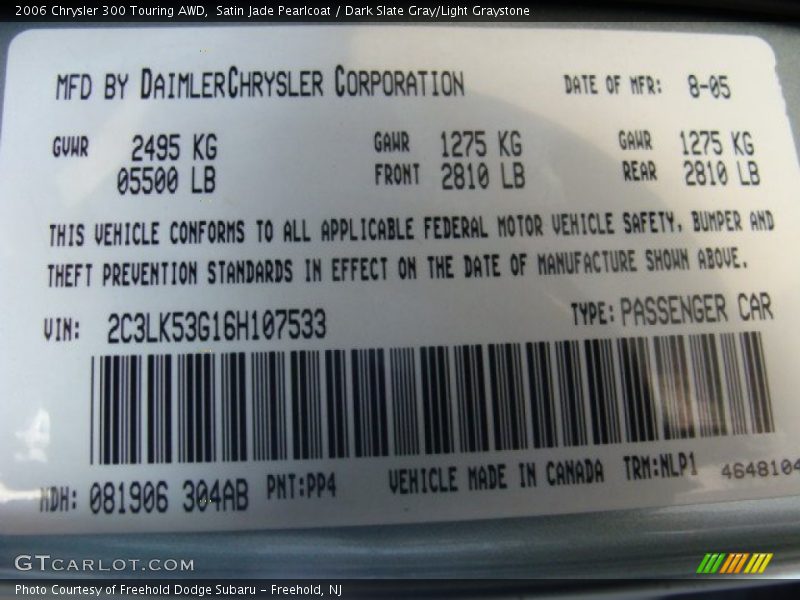 2006 Chrysler 300 Touring AWD, Satin Jade Pearlcoat / Dark Slate Gray/Light Graystone
MFD BY DAIMLERCHRYSLER CORPORATION DATE OF MFR: 8-05
GVWR 2495 KG GAWR 1275 KG GAWR 1275 KG
05500 LB FRONT 2810 LB REAR 2810 LB
THIS VEHICLE CONFORMS TO ALL APPLICABLE FEDERAL MOTOR VEHICLE SAFETY, BUMPER AND
THEFT PREVENTION STANDARDS IN EFFECT ON THE DATE OF MANUFACTURE SHOWN ABOVE.
VIN: 2C3LK53G16H107533 TYPE: PASSENGER CAR
MDH: 081906 304AB PNT:PP4 VEHICLE MADE IN CANADA TRM:NLP1 4648104
GTCARLOT.COM
Photo Courtesy of Freehold Dodge Subaru - Freehold, NJ